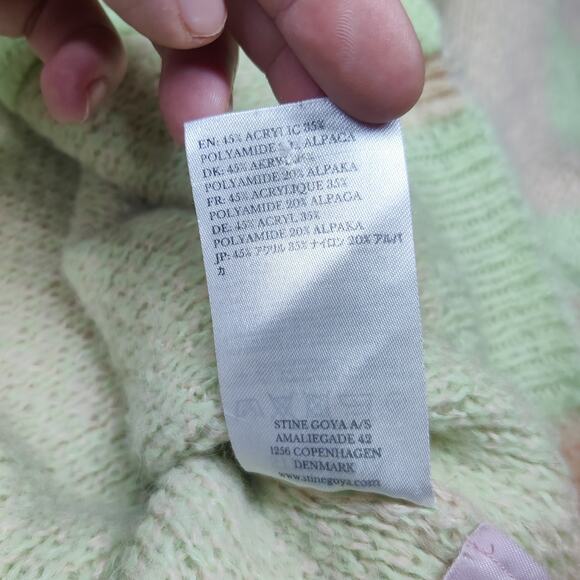 EN: 45% ACRYLIC 35%
POLYAMIDE ALPACA
DK: 45% AKRYL
POLYAMIDE 20% ALPAKA
FR: 45% ACRYLIQUE 35%
POLYAMIDE 20% ALPAGA
DE: 45% ACRYL 35%
POLYAMIDE 20% ALPAKA
JP: 45% アクリル 35% ナイロン 20% アルパ
カ
STINE GOYA A/S
AMALIEGADE 42
1256 COPENHAGEN
DENMARK
www.stinegoya.com